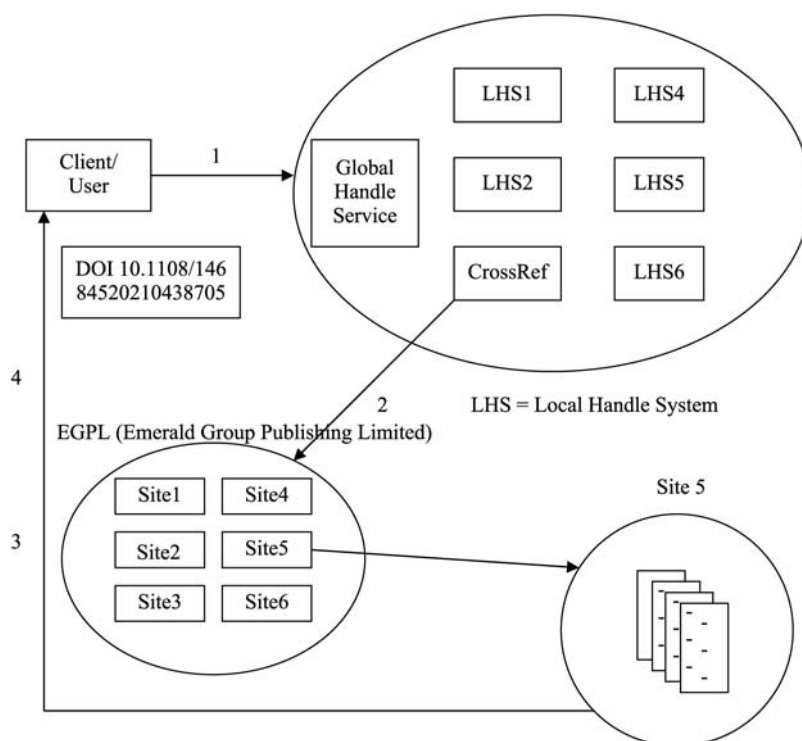 LHS1
LHS4
1
Client/
User
Global
Handle
Service
LHS2
LHS5
DOI 10.1108/146
84520210438705
CrossRef
LHS6
4
2
LHS = Local Handle System
EGPL (Emerald Group Publishing Limited)
Site1
Site4
Site 5
3
Site2
Site5
Site3
Site6